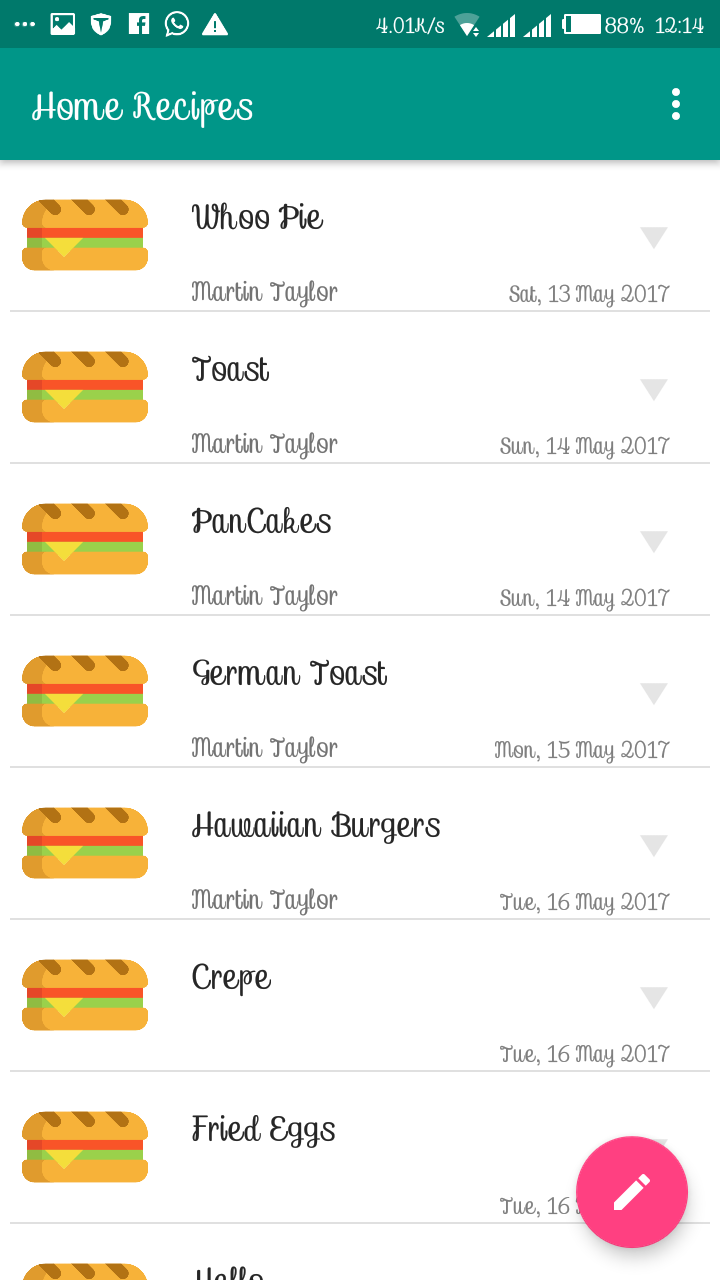 4.01K/s 88% 12:14
Home Recipes
Whoo Pie
Martin Taylor Sat, 13 May 2017
Toast
Martin Taylor Sun, 14 May 2017
PanCakes
Martin Taylor Sun, 14 May 2017
German Toast
Martin Taylor Mon, 15 May 2017
Hawaiian Burgers
Martin Taylor Tue, 16 May 2017
Crepe
Tue, 16 May 2017
Fried Eggs
Tue, 16
Hello